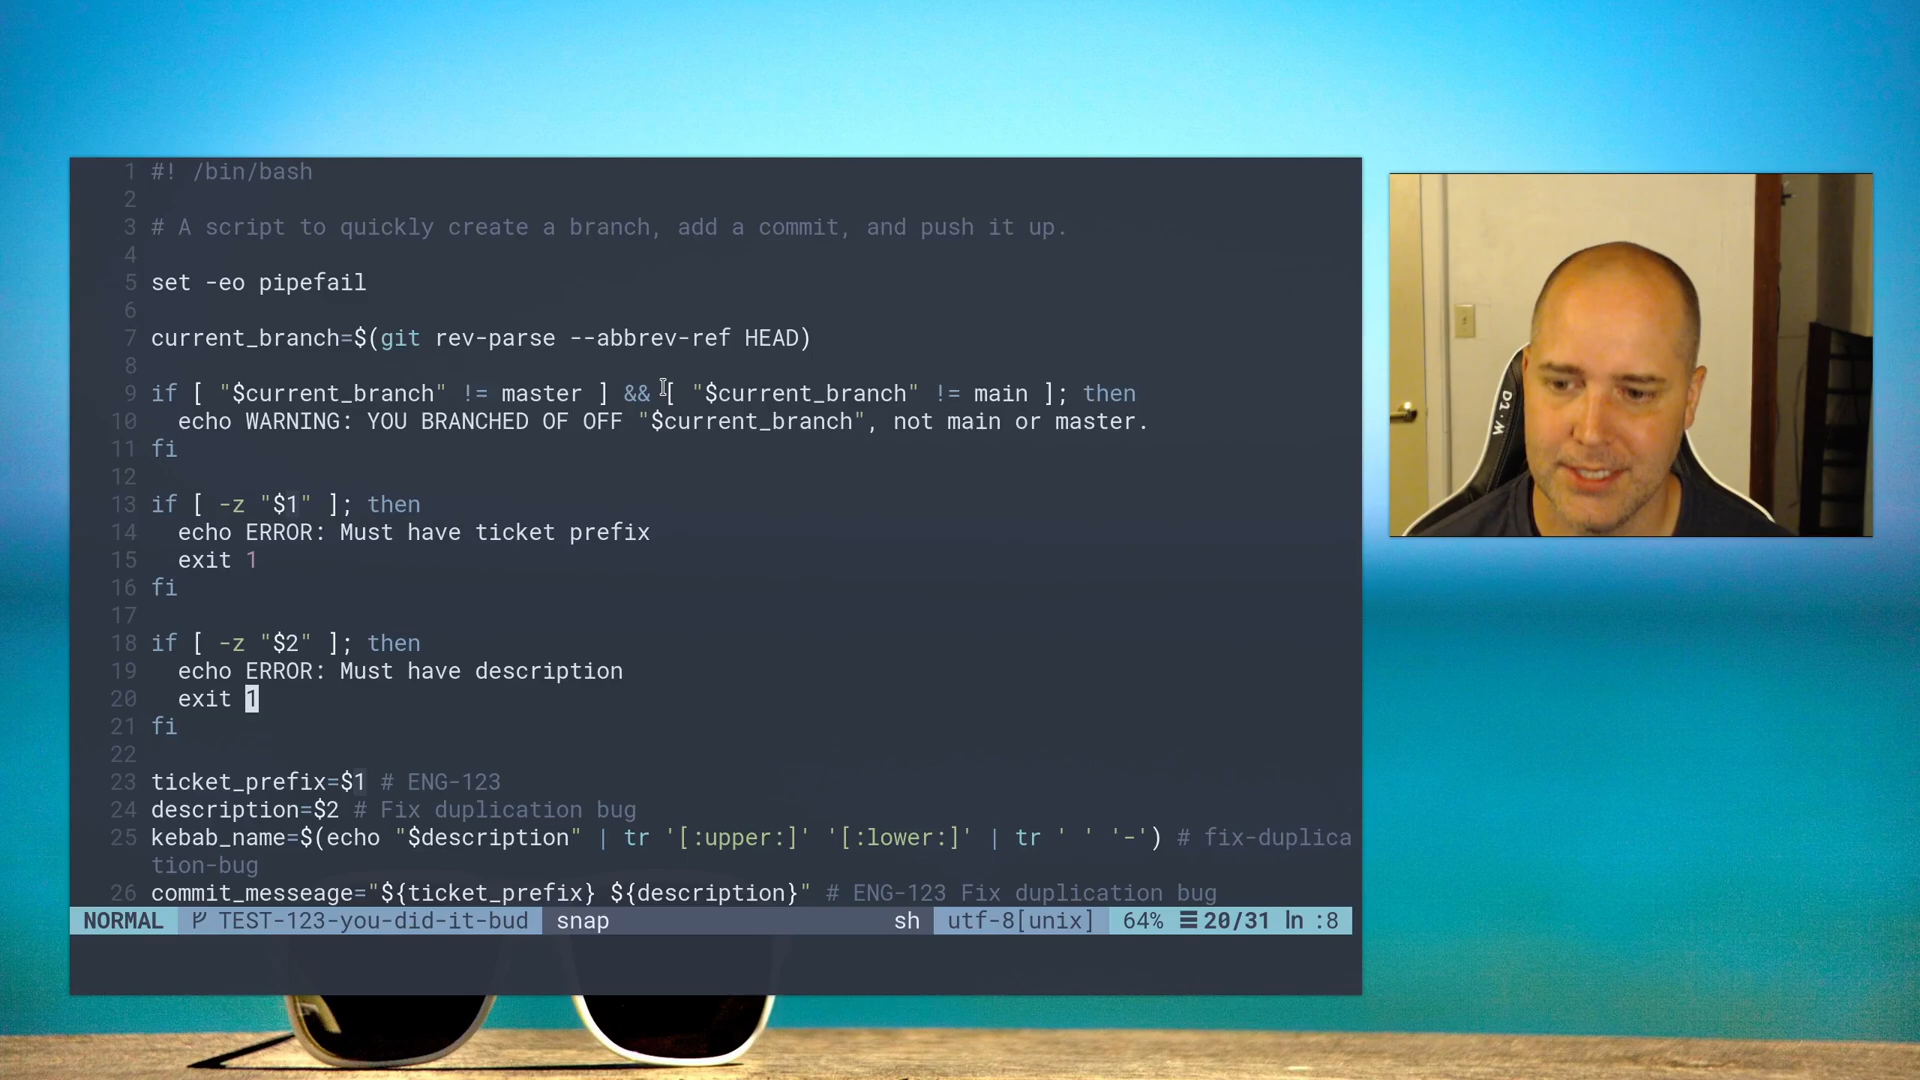 1 #! /bin/bash
2
3 # A script to quickly create a branch, add a commit, and push it up.
4
5 set -eo pipefail
6
7 current_branch=$(git rev-parse --abbrev-ref HEAD)
8
9 if [ "$current_branch" != master ] && [ "$current_branch" != main ]; then
10   echo WARNING: YOU BRANCHED OF OFF "$current_branch", not main or master.
11 fi
12
13 if [ -z "$1" ]; then
14   echo ERROR: Must have ticket prefix
15   exit 1
16 fi
17
18 if [ -z "$2" ]; then
19   echo ERROR: Must have description
20   exit 1
21 fi
22
23 ticket_prefix=$1 # ENG-123
24 description=$2 # Fix duplication bug
25 kebab_name=$(echo "$description" | tr '[:upper:]' '[:lower:]' | tr ' ' '-') # fix-duplica
tion-bug
26 commit_messeage="${ticket_prefix} ${description}" # ENG-123 Fix duplication bug
NORMAL TEST-123-you-did-it-bud snap sh utf-8[unix] 64% ☰ 20/31 ln :8
D2.W